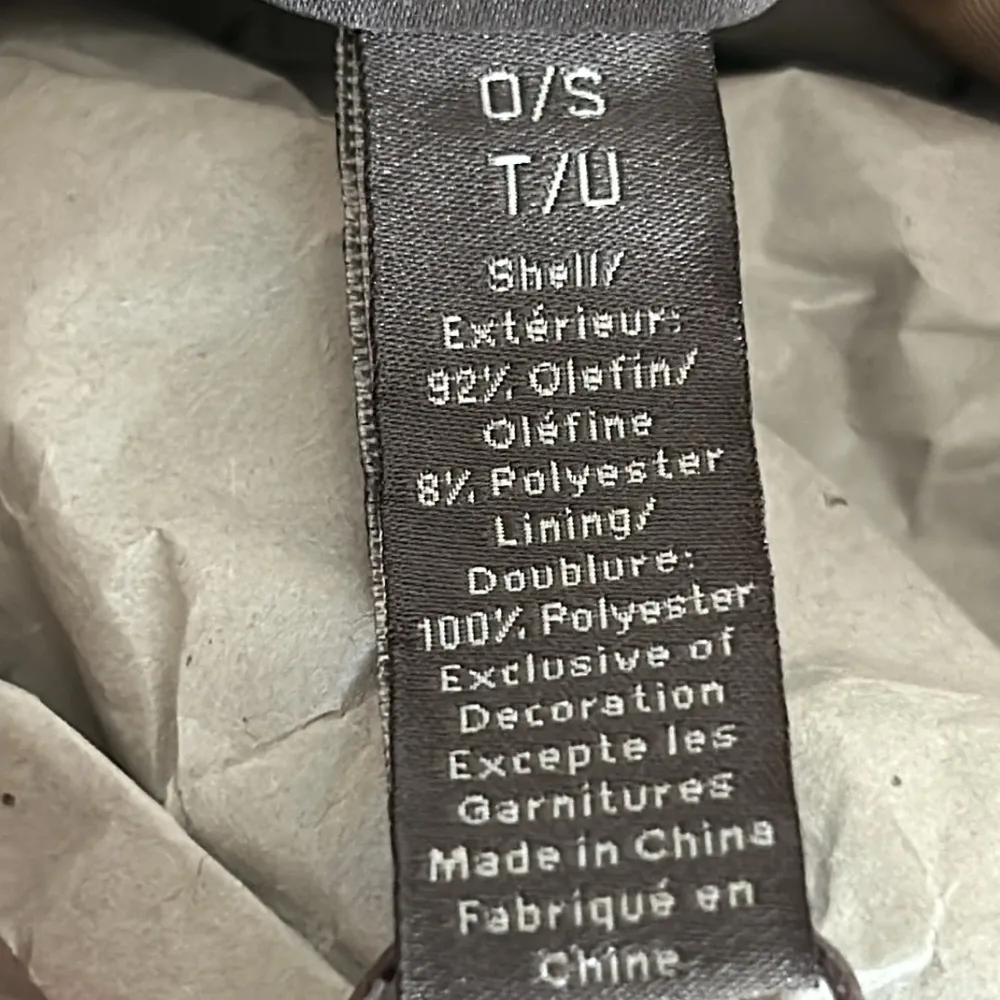 O/S
T/U
Shell/
Extérieur:
92% Olefin/
Oléfine
8% Polyester
Lining/
Doublure:
100% Polyester
Exclusive of
Decoration
Excepte les
Garnitures
Made in China
Fabriqué en
Chine